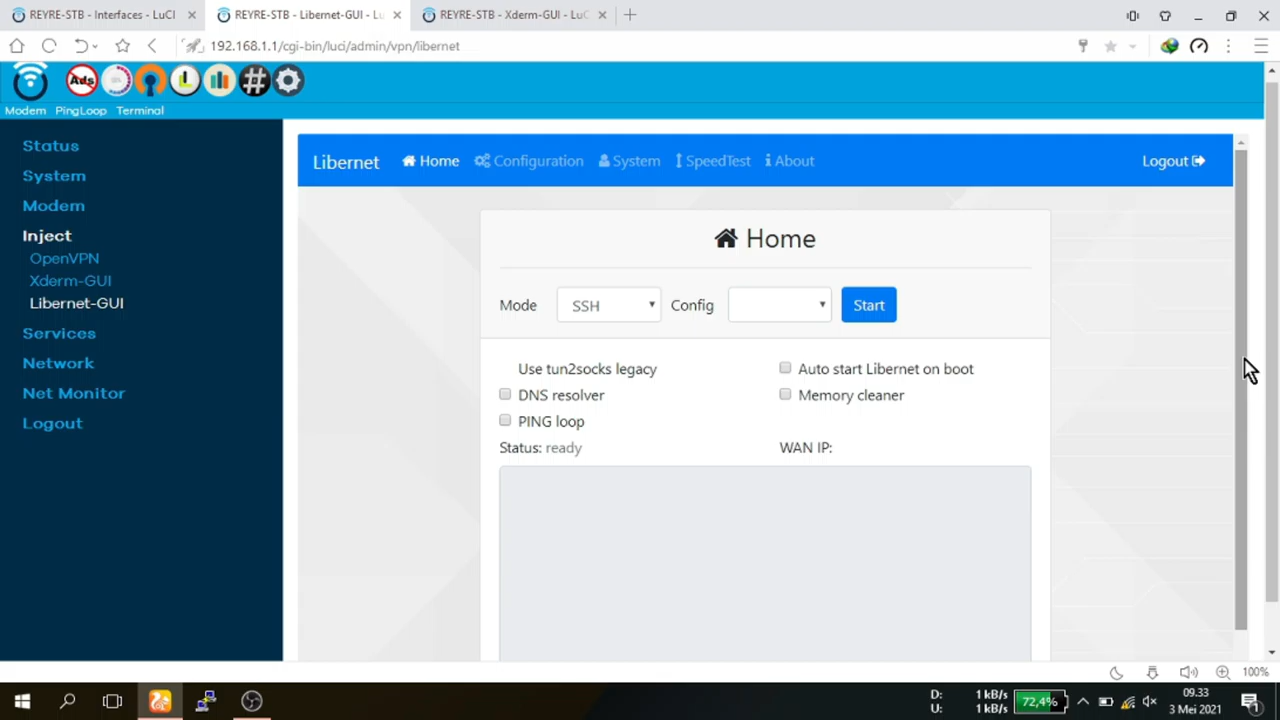 REYRE-STB - Interfaces - LuCI
REYRE-STB - Libernet-GUI - Lu
REYRE-STB - Xderm-GUI - LuC
192.168.1.1/cgi-bin/luci/admin/vpn/libernet
Ads
Modem
PingLoop
Terminal
Status
System
Modem
Inject
OpenVPN
Xderm-GUI
Libernet-GUI
Services
Network
Net Monitor
Logout
Libernet
Home
Configuration
System
SpeedTest
About
Logout
Home
Mode
SSH
Config
Start
Use tun2socks legacy
Auto start Libernet on boot
DNS resolver
Memory cleaner
PING loop
Status: ready
WAN IP:
100%
D: 1 kB/s
U: 1 kB/s
72,4%
09.33
3 Mei 2021
1